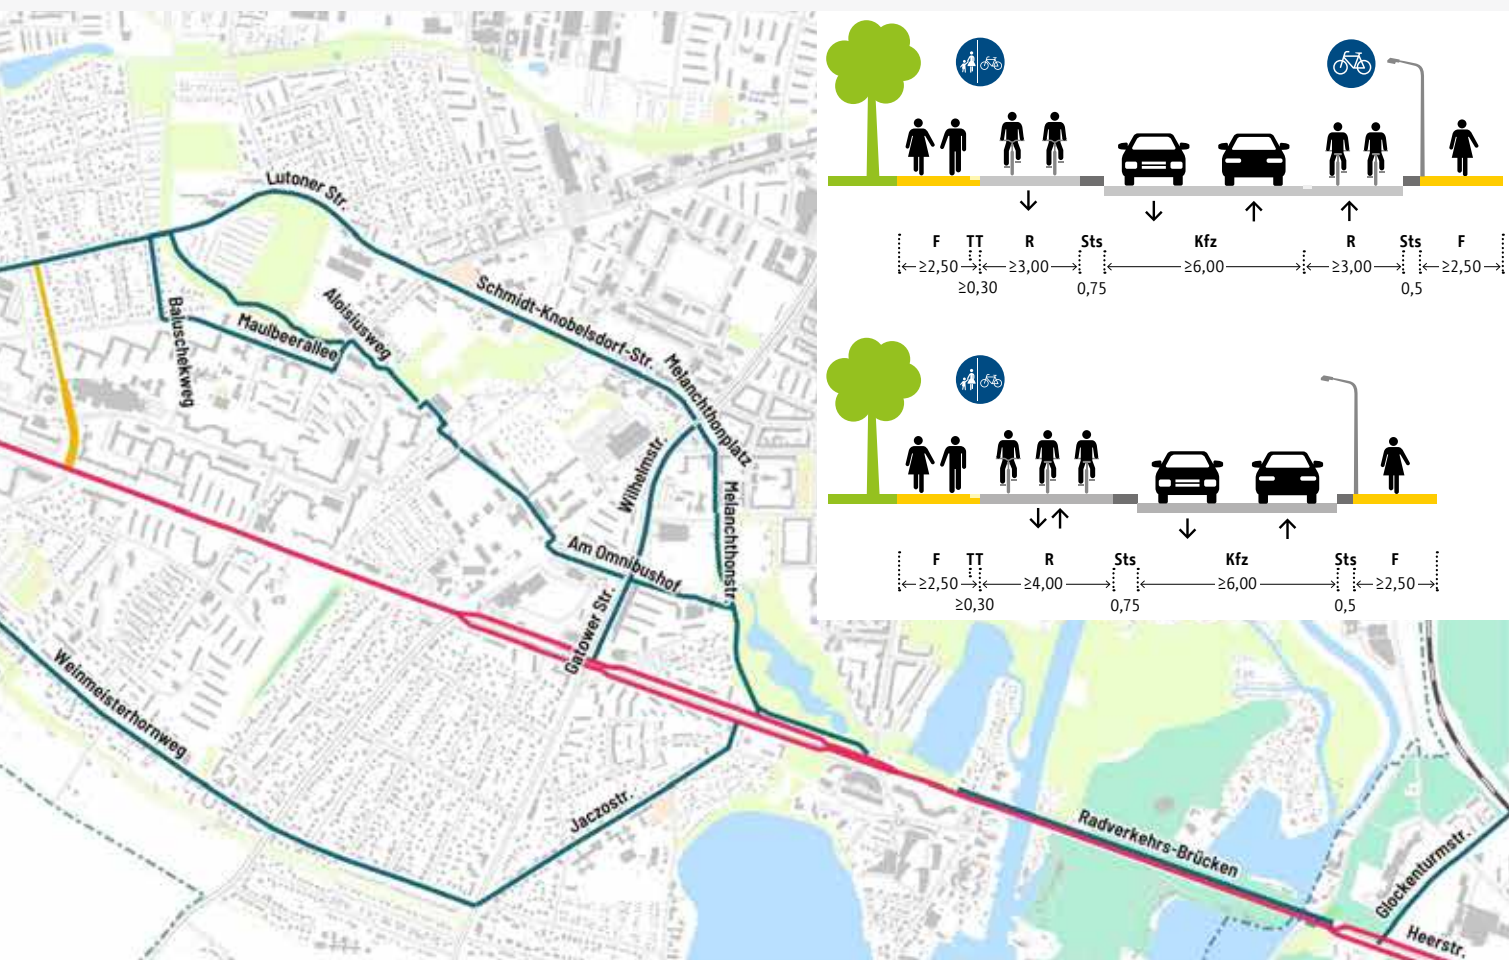 Lutoner Str.
Schmidt-Knobelsdorf-Str.
Melanchthonplatz
Baluschekweg
Maulbeerallee
Aloisiusweg
Wilhelmstr.
Melanchthonstr.
Am Omnibushof
Gatower Str.
Weinmeisterhornweg
Jaczostr.
Radverkehrs-Brücken
Glockenturmstr.
Heerstr.
F TT R Sts Kfz R Sts F
≥2,50 ≥3,00 ≥6,00 ≥3,00 ≥2,50
≥0,30 0,75 0,5
F TT R Sts Kfz Sts F
≥2,50 ≥4,00 ≥6,00 ≥2,50
≥0,30 0,75 0,5